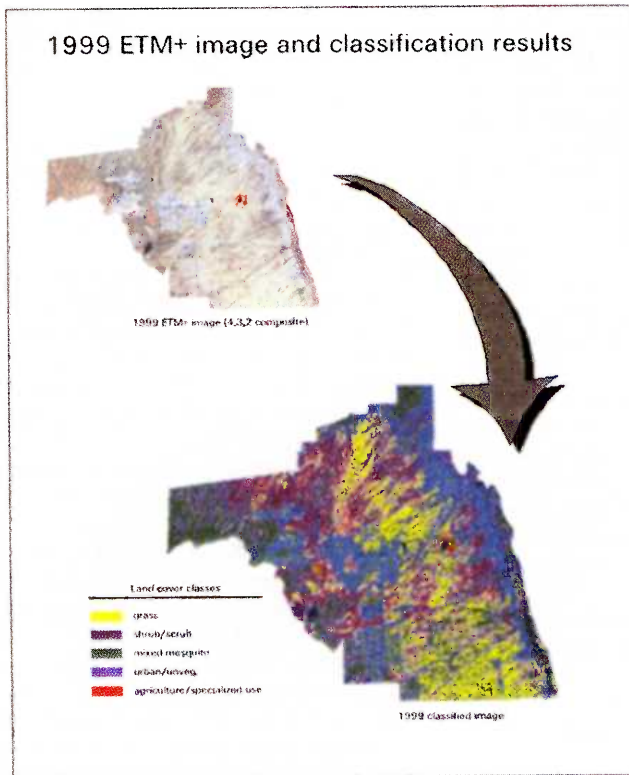 1999 ETM+ image and classification results
1999 ETM+ image (4,3,2 composite)
Land cover classes
grass
shrub/scrub
mixed mesquite
urban/unveg.
agriculture/specialized use
1999 classified image